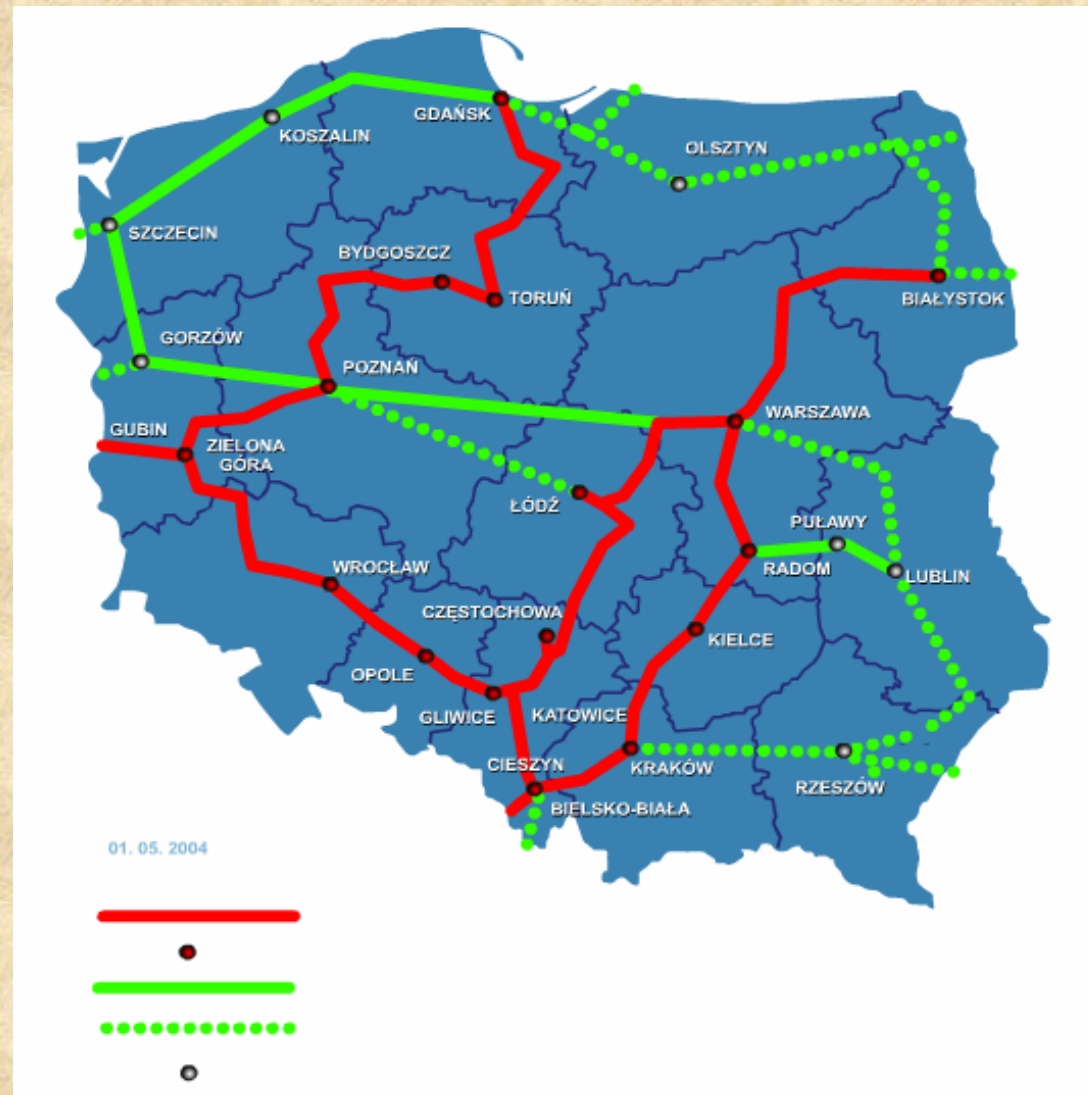 GDAŃSK
KOSZALIN
OLSZTYN
SZCZECIN
BYDGOSZCZ
TORUŃ
BIAŁYSTOK
GORZÓW
POZNAŃ
WARSZAWA
GUBIN
ZIELONA
GÓRA
ŁÓDŹ
PUŁAWY
RADOM
LUBLIN
WROCŁAW
CZĘSTOCHOWA
KIELCE
OPOLE
GLIWICE
KATOWICE
CIESZYN
KRAKÓW
RZESZÓW
BIELSKO-BIAŁA
01. 05. 2004